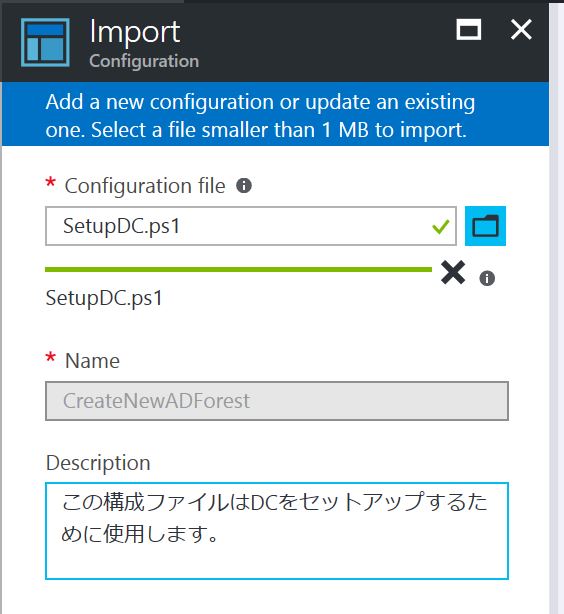 Import
Configuration
Add a new configuration or update an existing
one. Select a file smaller than 1 MB to import.
* Configuration file
SetupDC.ps1
SetupDC.ps1
* Name
CreateNewADForest
Description
この構成ファイルはDCをセットアップするた
めに使用します。